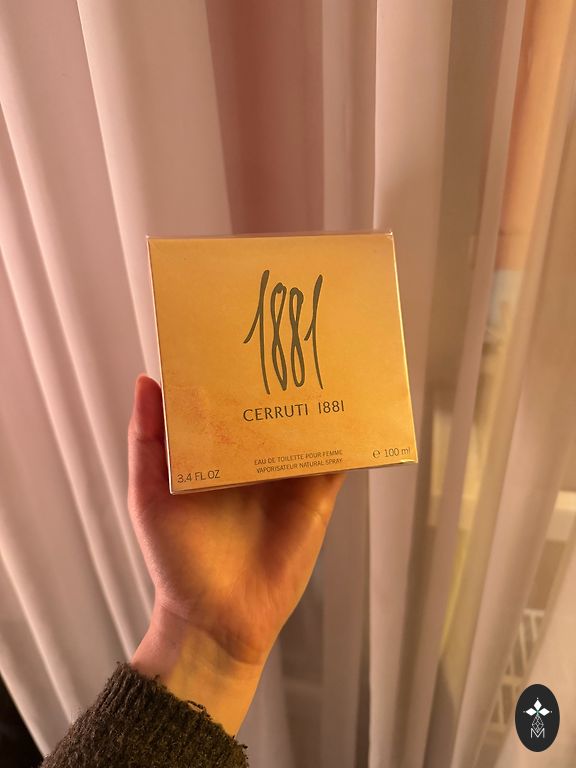 1881
CERRUTI 1881
EAU DE TOILETTE POUR FEMME
VAPORISATEUR NATURAL SPRAY
3.4 FL OZ
℮ 100 ml
M